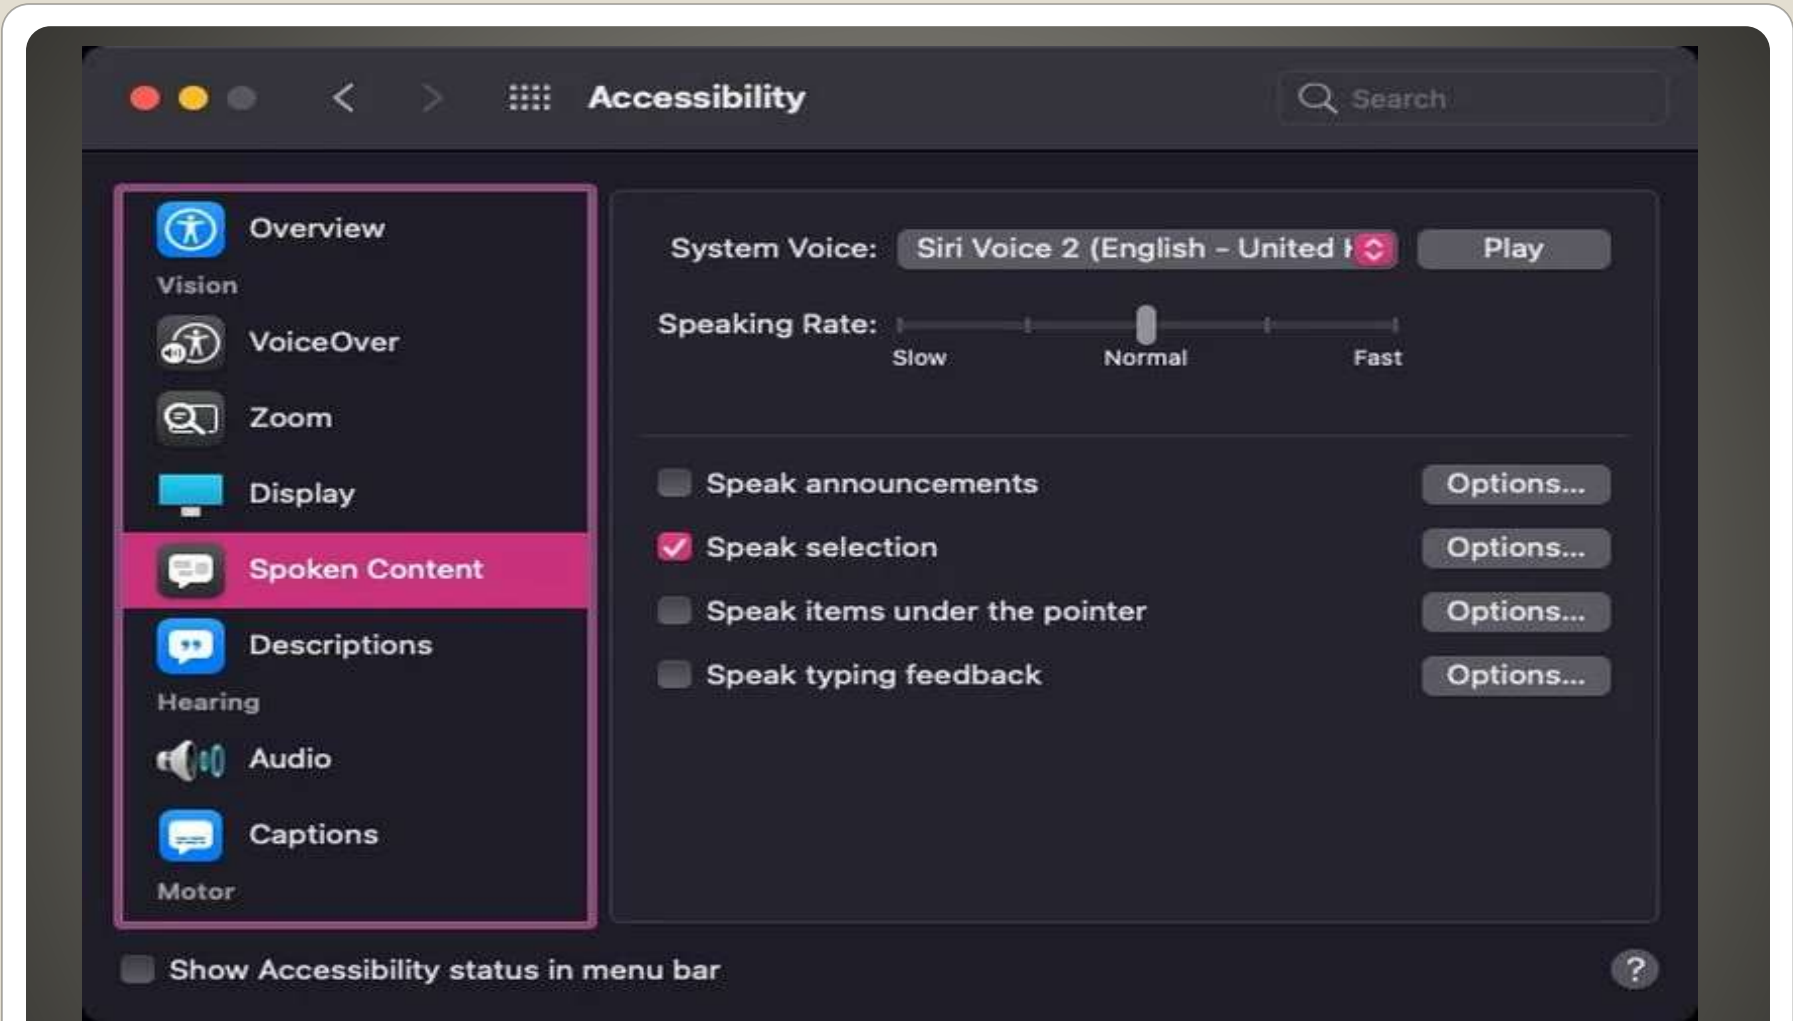 Accessibility
Search
Overview
Vision
VoiceOver
Zoom
Display
Spoken Content
Descriptions
Hearing
Audio
Captions
Motor
System Voice: Siri Voice 2 (English – United Play
Speaking Rate:
Slow Normal Fast
Speak announcements Options...
Speak selection Options...
Speak items under the pointer Options...
Speak typing feedback Options...
Show Accessibility status in menu bar ?